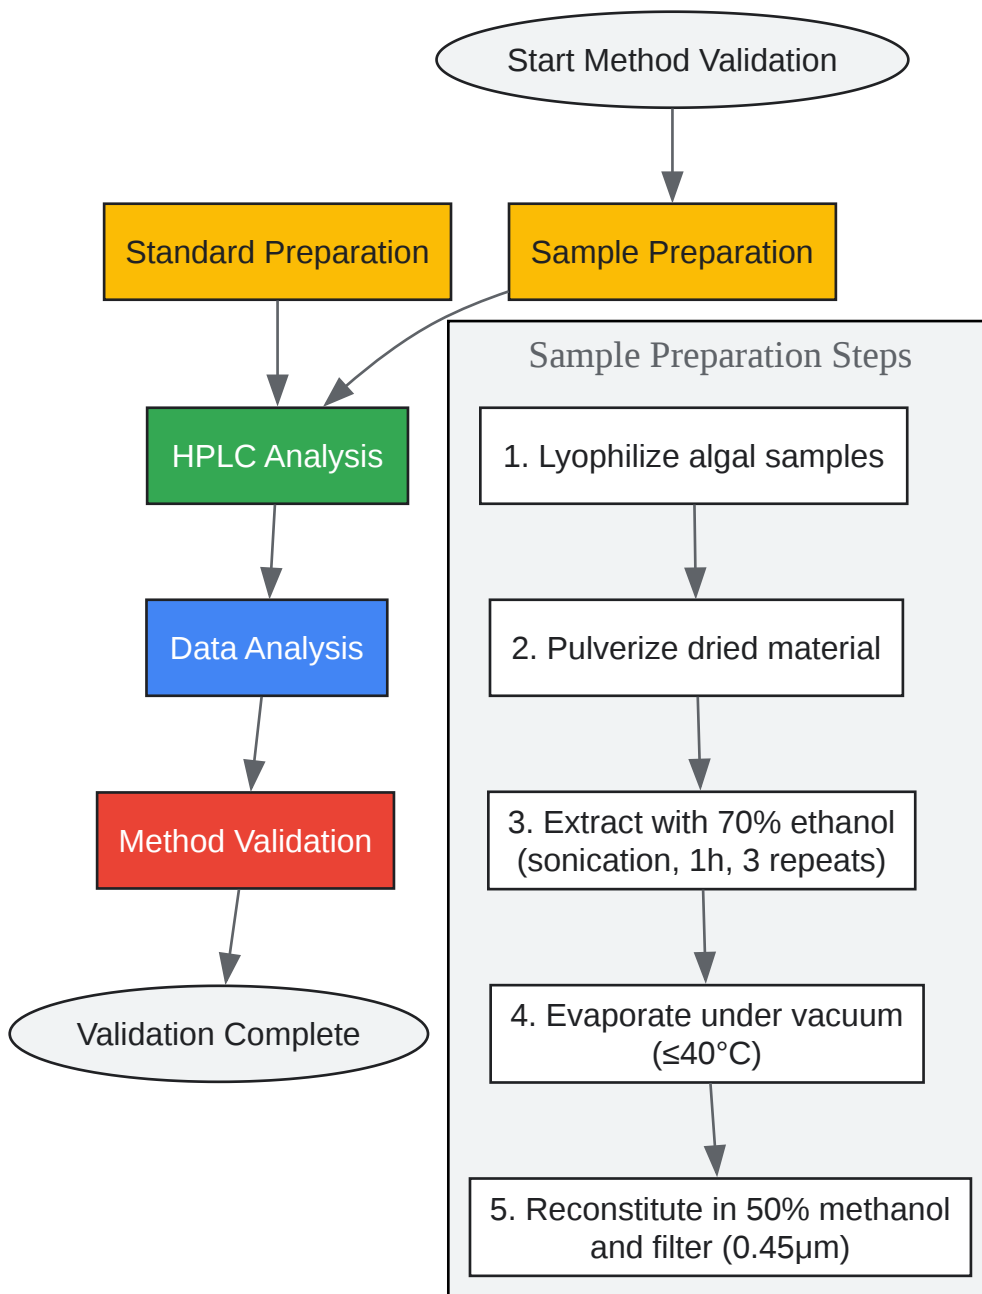 Start Method Validation
Standard Preparation
Sample Preparation
Sample Preparation Steps
HPLC Analysis
1. Lyophilize algal samples
Data Analysis
2. Pulverize dried material
Method Validation
3. Extract with 70% ethanol
(sonication, 1h, 3 repeats)
Validation Complete
4. Evaporate under vacuum
(≤40°C)
5. Reconstitute in 50% methanol
and filter (0.45μm)